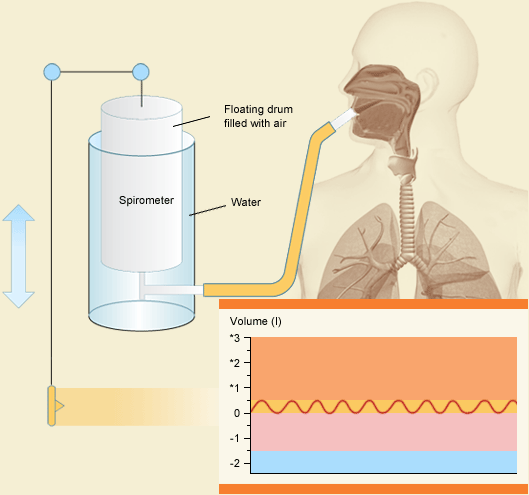 Floating drum
filled with air
Spirometer
Water
Volume (l)
*3
*2
*1
0
-1
-2